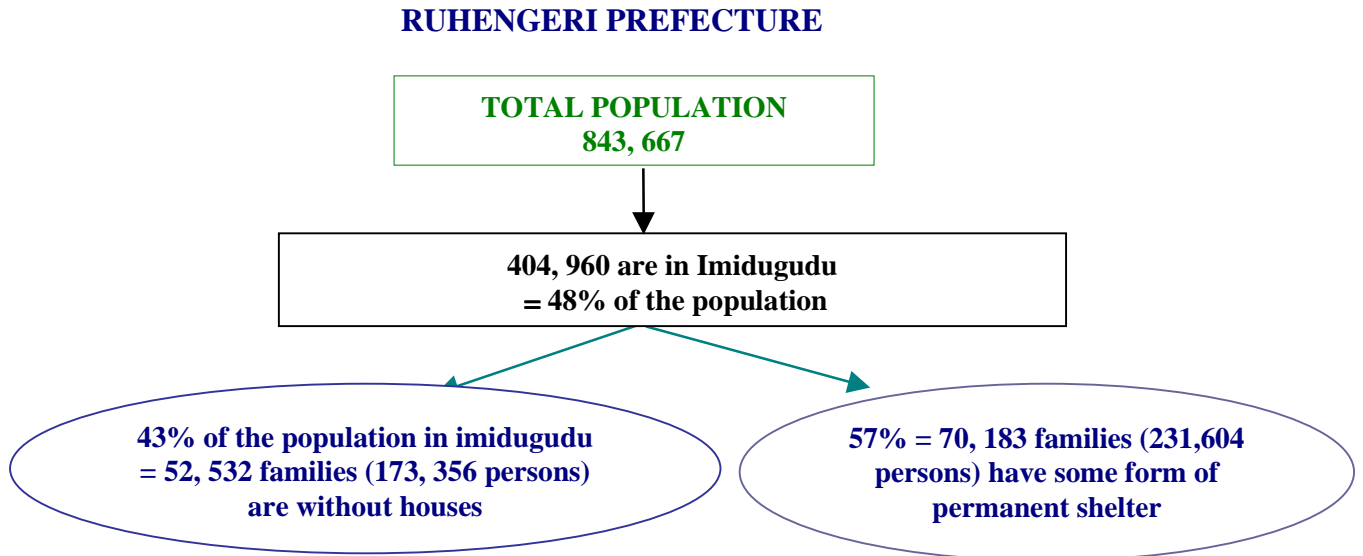 RUHENGERI PREFECTURE
TOTAL POPULATION
843, 667
404, 960 are in Imidugudu
= 48% of the population
43% of the population in imidugudu
= 52, 532 families (173, 356 persons)
are without houses
57% = 70, 183 families (231,604
persons) have some form of
permanent shelter